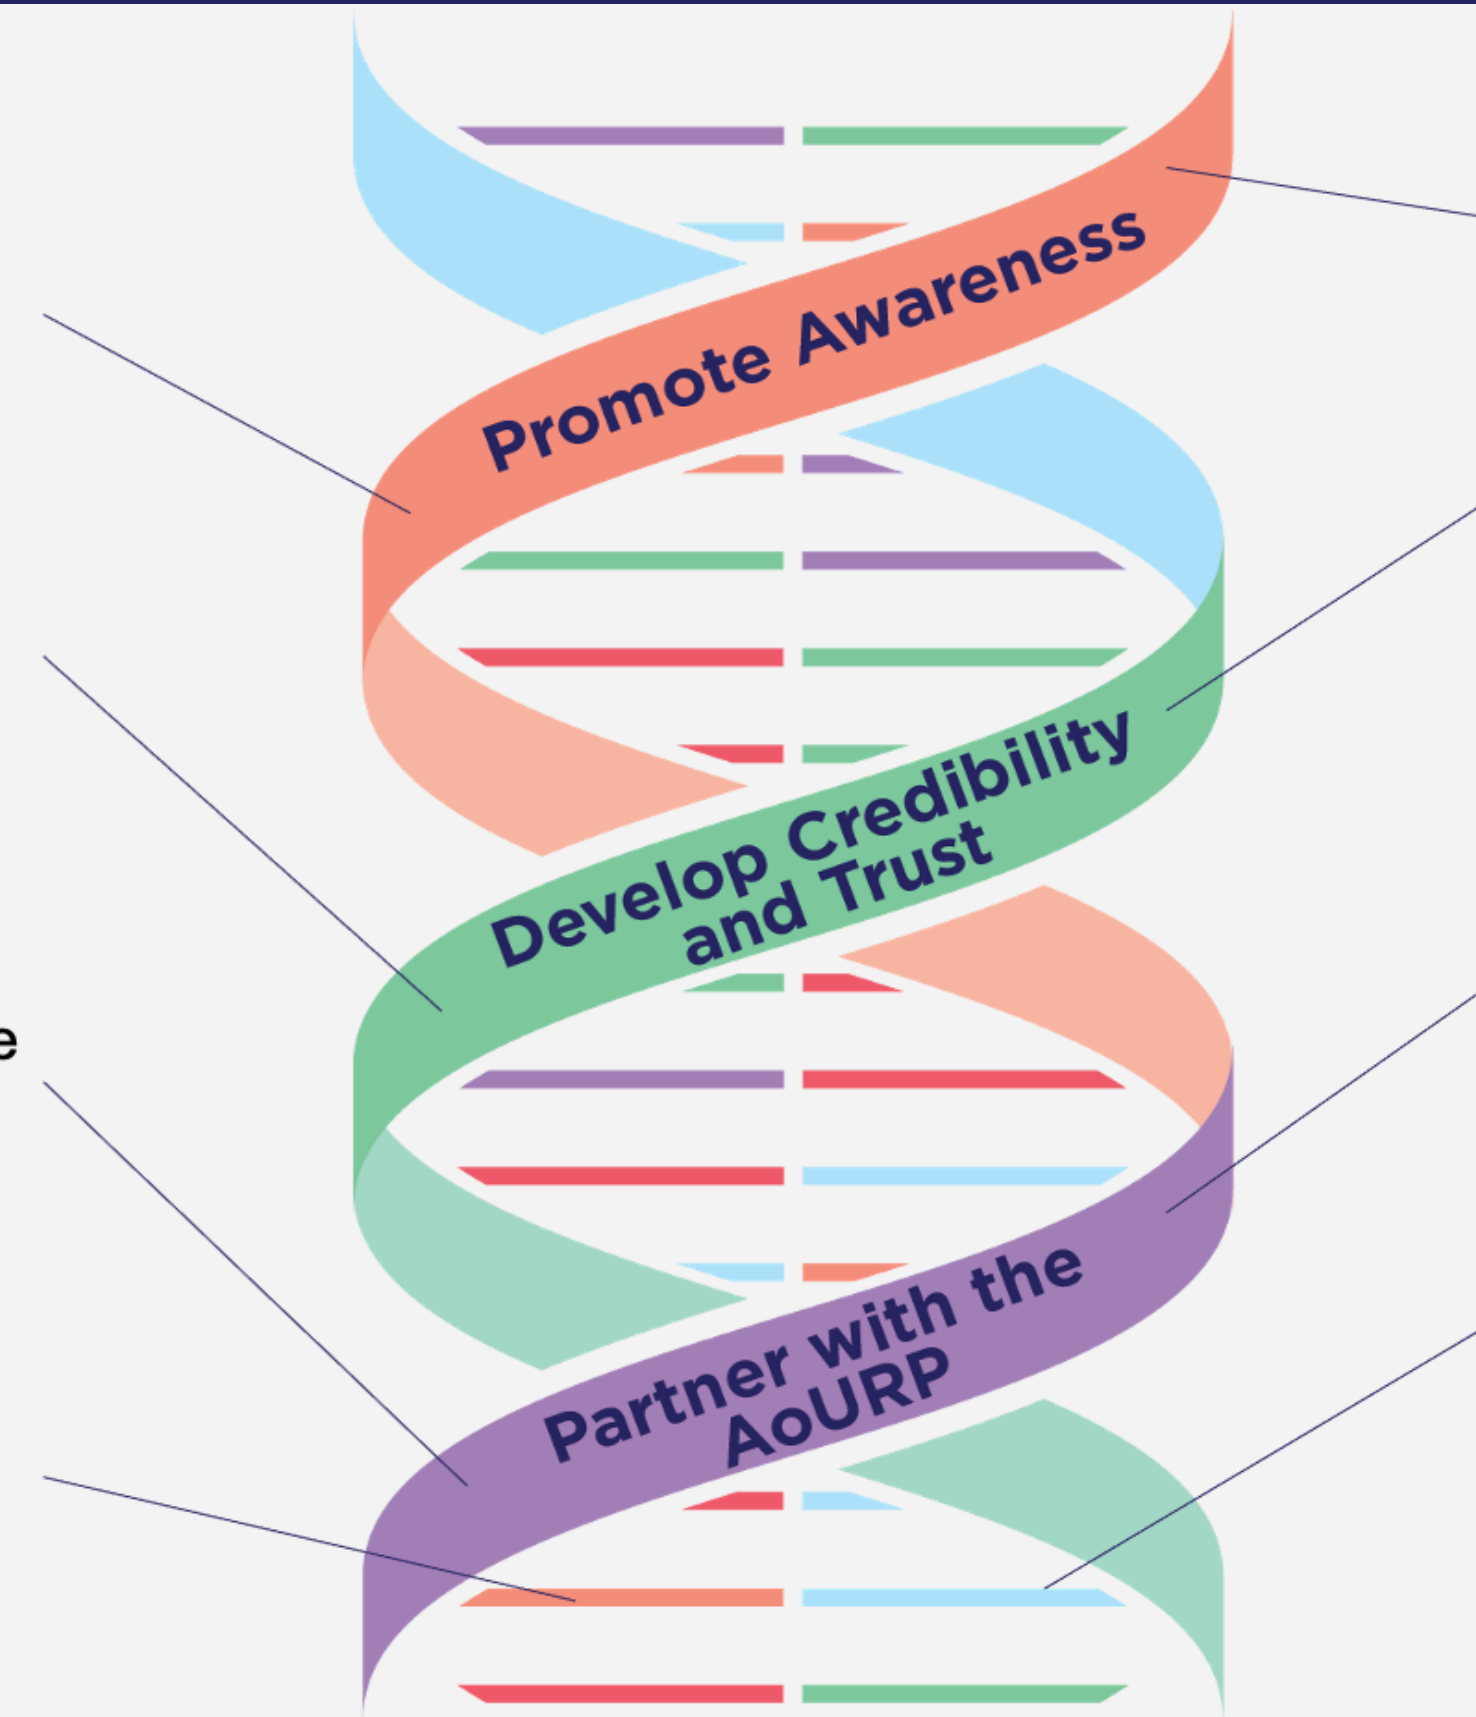 Promote Awareness
Develop Credibility
and Trust
e
Partner with the
AoURP